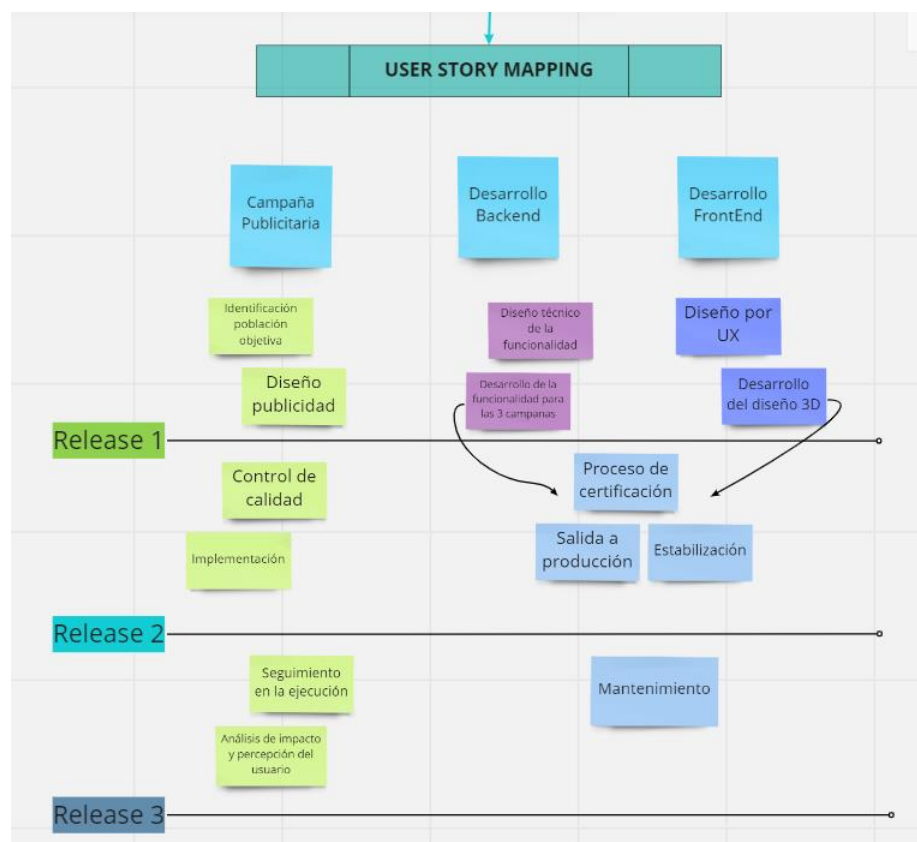 USER STORY MAPPING
Campaña
Publicitaria
Desarrollo
Backend
Desarrollo
FrontEnd
Identificación
población
objetiva
Diseño técnico
de la
funcionalidad
Diseño por
UX
Diseño
publicidad
Desarrollo de la
funcionalidad para
las 3 campanas
Desarrollo
del diseño 3D
Release 1
Control de
calidad
Proceso de
certificación
Implementación
Salida a
producción
Estabilización
Release 2
Seguimiento
en la ejecución
Mantenimiento
Análisis de impacto
y percepción del
usuario
Release 3